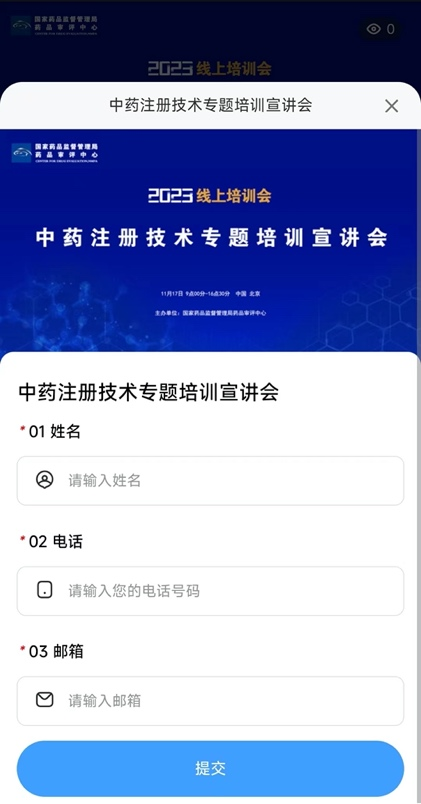 国家药品监督管理局
药品审评中心
0
2023 线上培训会
中药注册技术专题培训宣讲会
国家药品监督管理局
药品审评中心
CENTER FOR DRUG EVALUATION, NMPA
2023 线上培训会
中药注册技术专题培训宣讲会
11月17日 9点00分-16点30分 中国 北京
主办单位：国家药品监督管理局药品审评中心
中药注册技术专题培训宣讲会
*01 姓名
请输入姓名
*02 电话
请输入您的电话号码
*03 邮箱
请输入邮箱
提交